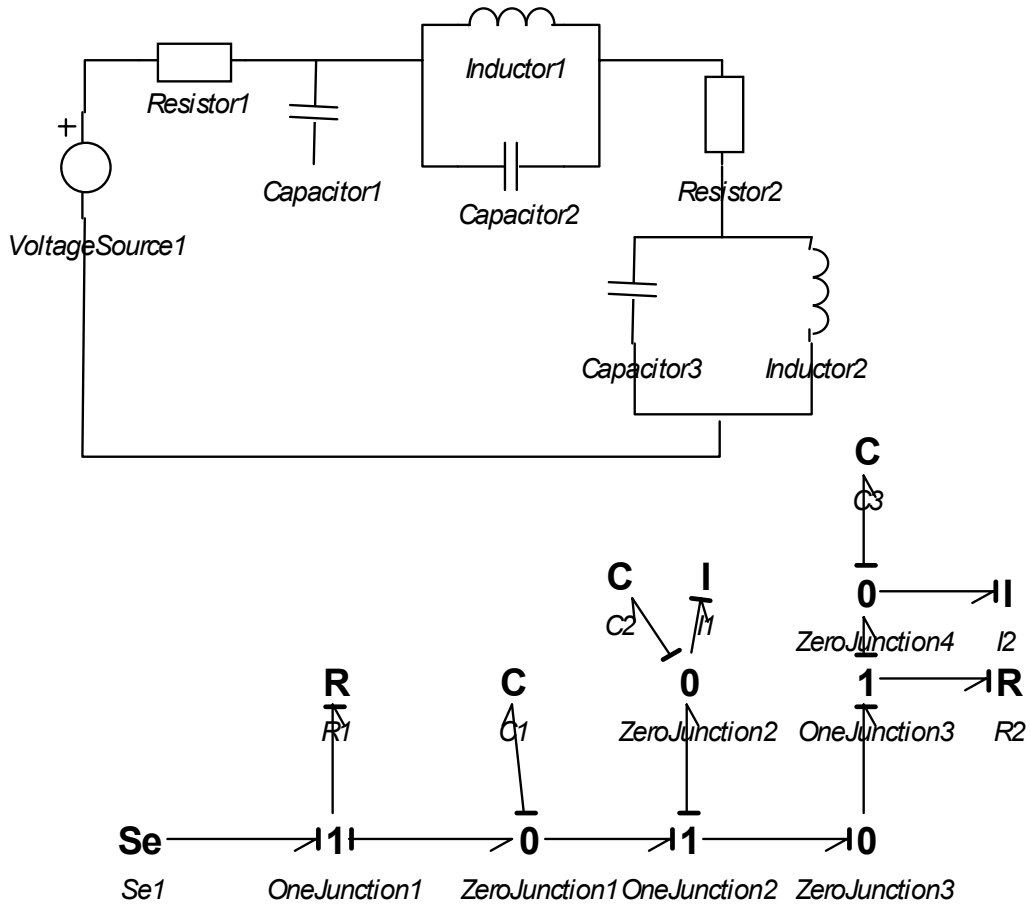 Inductor1
Resistor1
+
Capacitor1
Resistor2
Capacitor2
VoltageSource1
Capacitor3 Inductor2
C
C3
C I
0 I
C2 I1
ZeroJunction4 I2
R C 0 1 R
R1 C1 ZeroJunction2 OneJunction3 R2
Se 1 0 1 0
Se1 OneJunction1 ZeroJunction1 OneJunction2 ZeroJunction3